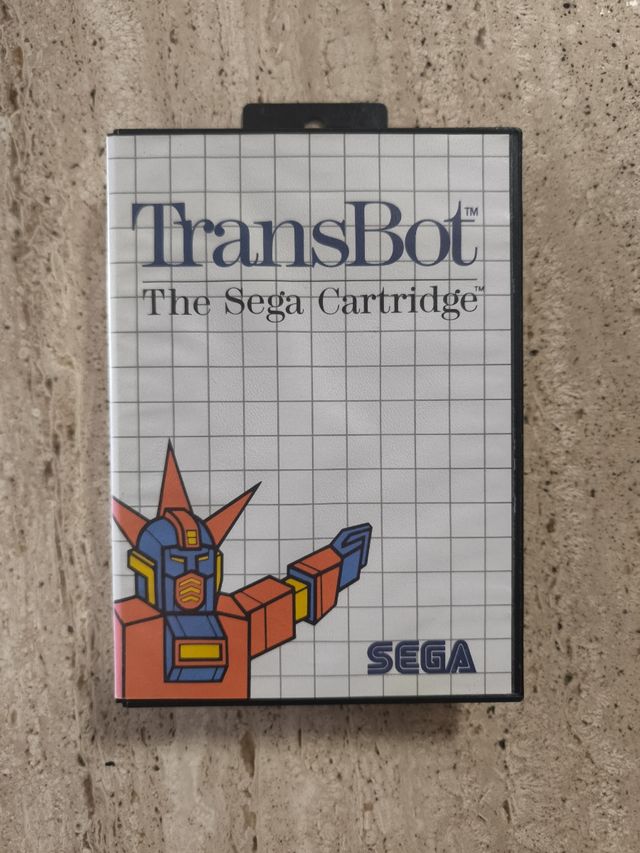 TransBot™
The Sega Cartridge™
SEGA